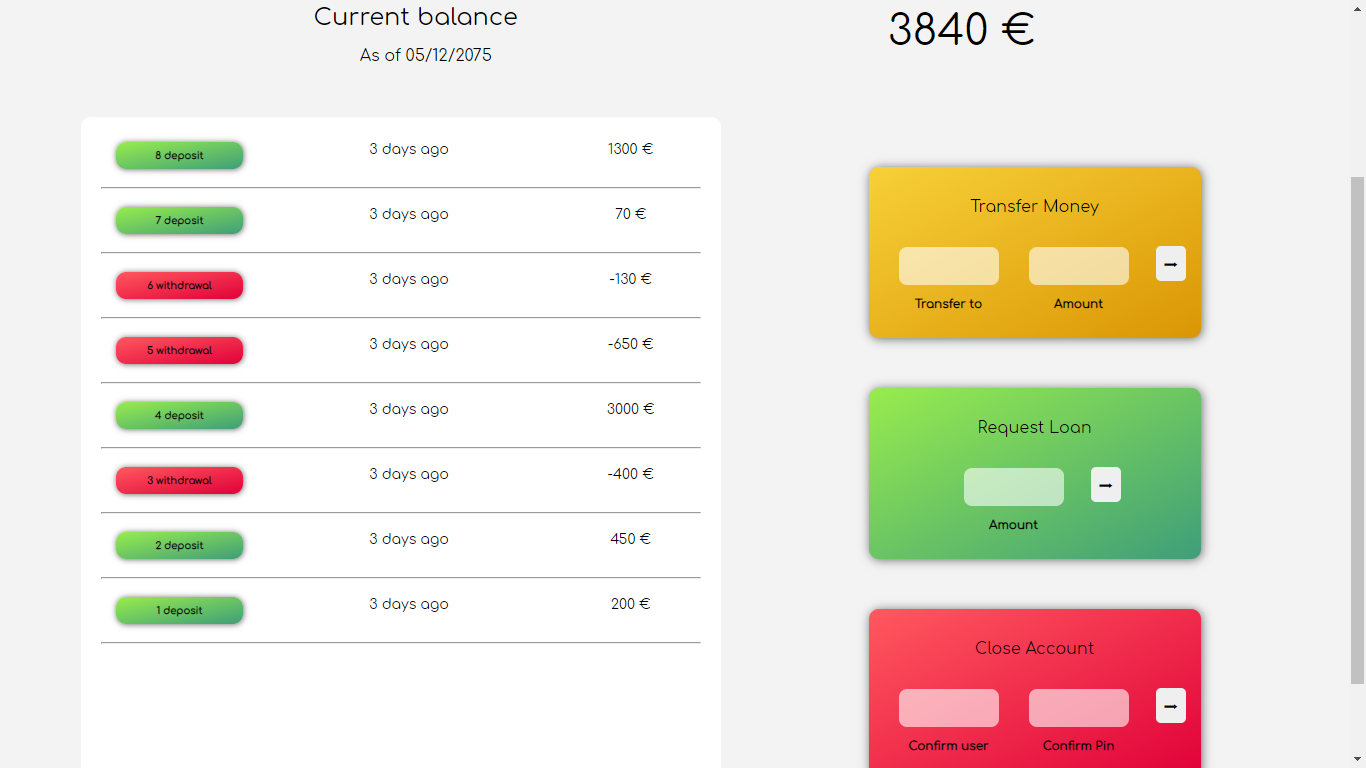 Current balance
3840 €
As of 05/12/2075
8 deposit 3 days ago 1300 €
7 deposit 3 days ago 70 €
6 withdrawal 3 days ago -130 €
5 withdrawal 3 days ago -650 €
4 deposit 3 days ago 3000 €
3 withdrawal 3 days ago -400 €
2 deposit 3 days ago 450 €
1 deposit 3 days ago 200 €
Transfer Money
Transfer to Amount
Request Loan
Amount
Close Account
Confirm user Confirm Pin